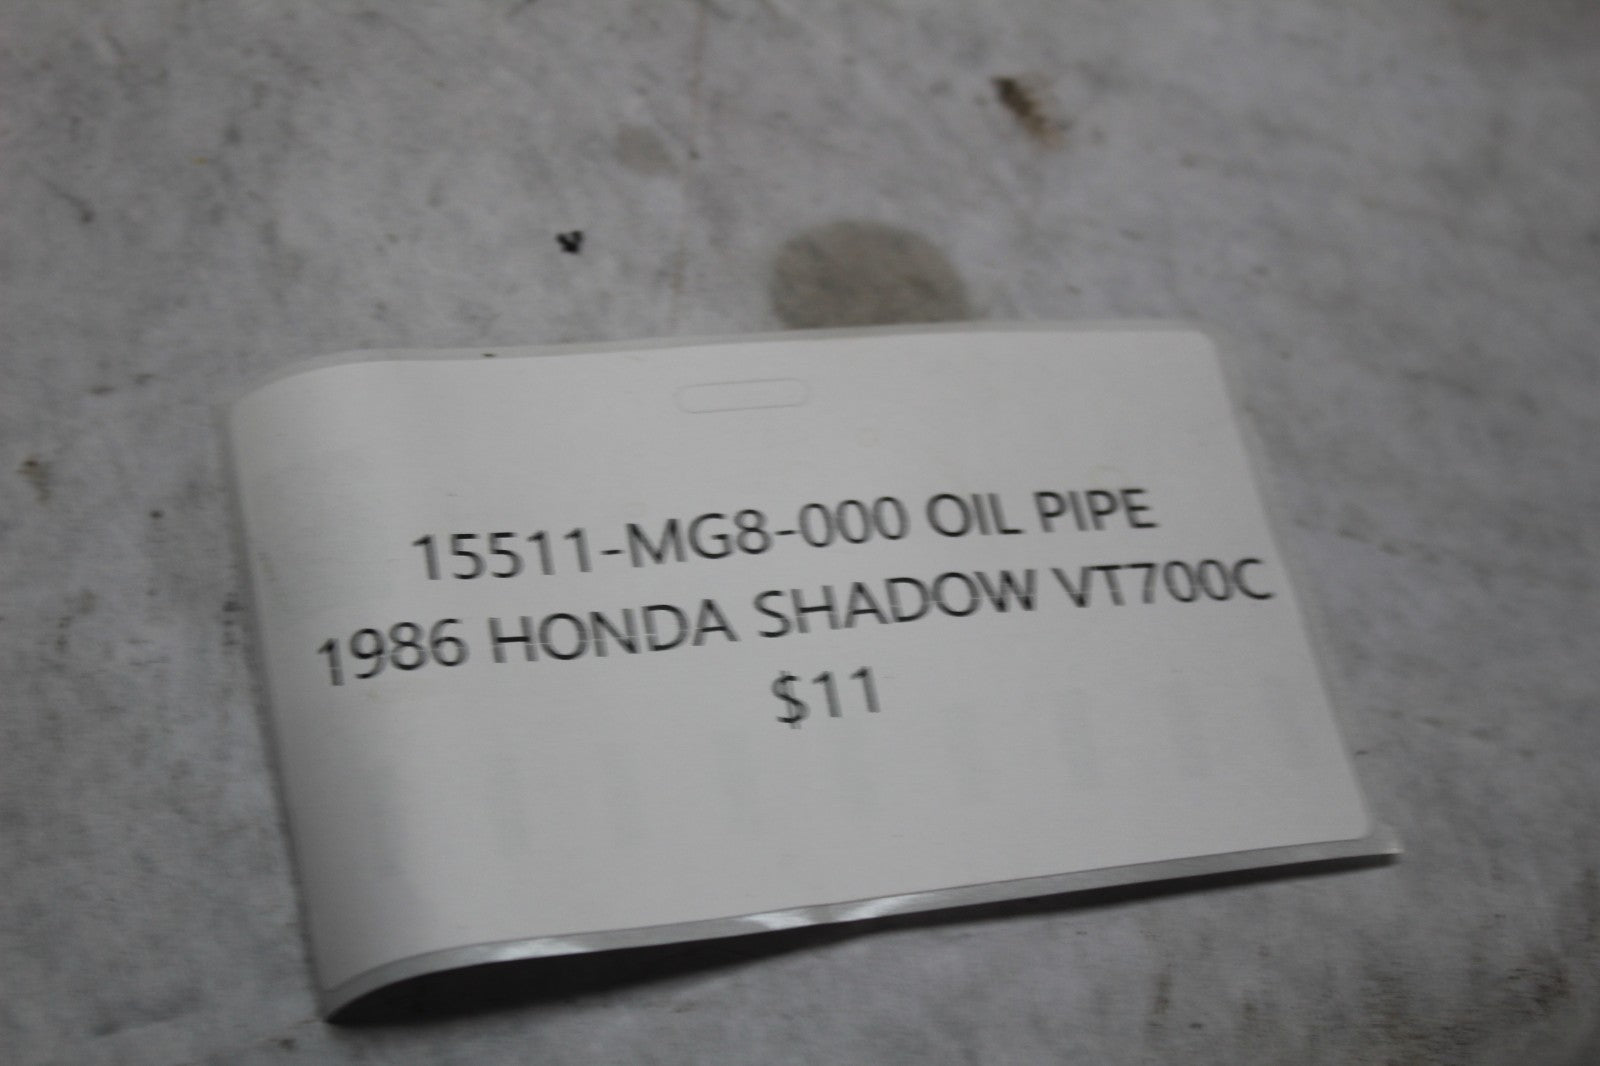 15511-MG8-000 OIL PIPE
1986 HONDA SHADOW VT700C
$11